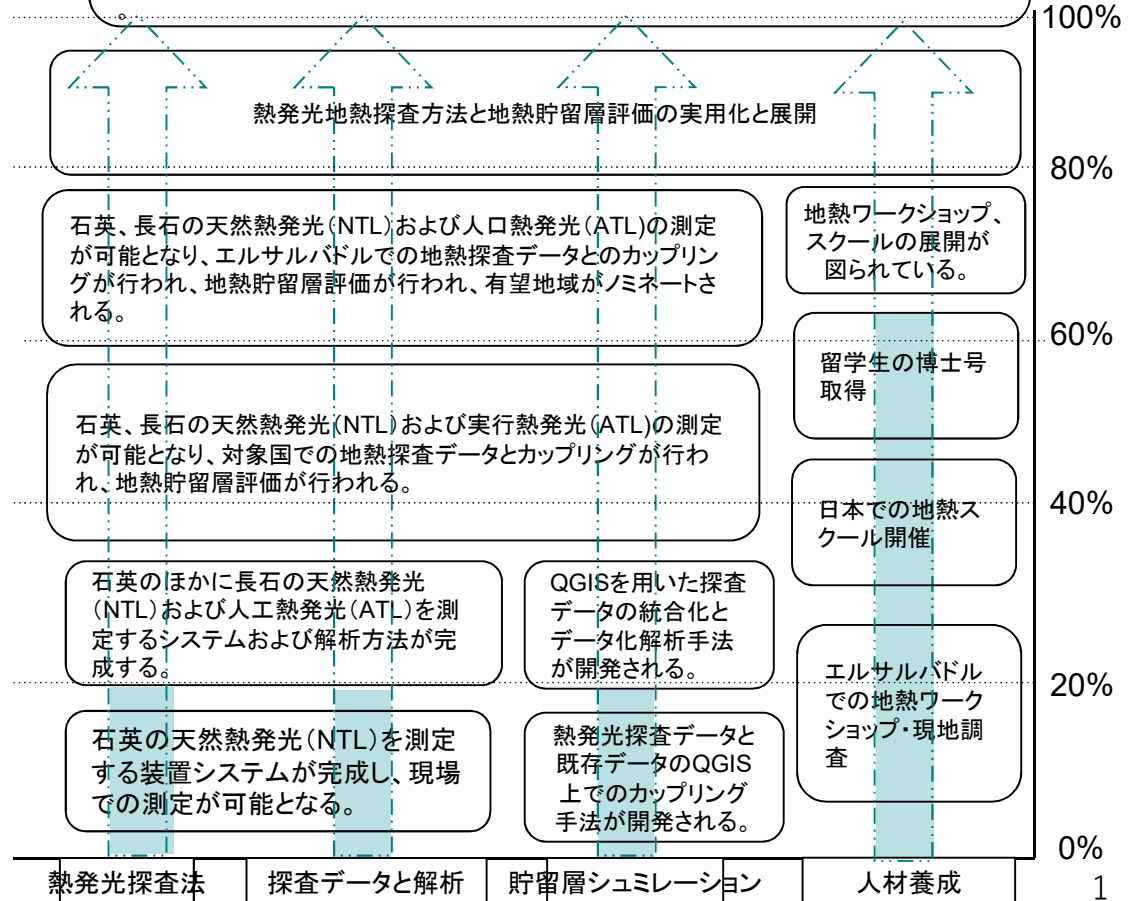 。
100%
熱発光地熱探査方法と地熱貯留層評価の実用化と展開
80%
石英、長石の天然熱発光(NTL)および人口熱発光(ATL)の測定
が可能となり、エルサルバドルでの地熱探査データとのカップリン
グが行われ、地熱貯留層評価が行われ、有望地域がノミネートさ
れる。
地熱ワークショップ、
スクールの展開が
図られている。
60%
留学生の博士号
取得
石英、長石の天然熱発光(NTL)および実行熱発光(ATL)の測定
が可能となり、対象国での地熱探査データとカップリングが行わ
れ、地熱貯留層評価が行われる。
40%
日本での地熱ス
クール開催
石英のほかに長石の天然熱発光
(NTL)および人工熱発光(ATL)を測
定するシステムおよび解析方法が完
成する。
QGISを用いた探査
データの統合化と
データ化解析手法
が開発される。
エルサルバドル
での地熱ワーク
ショップ・現地調
査
20%
石英の天然熱発光(NTL)を測定
する装置システムが完成し、現場
での測定が可能となる。
熱発光探査データと
既存データのQGIS
上でのカップリング
手法が開発される。
0%
熱発光探査法
探査データと解析
貯留層シュミレーション
人材養成
1